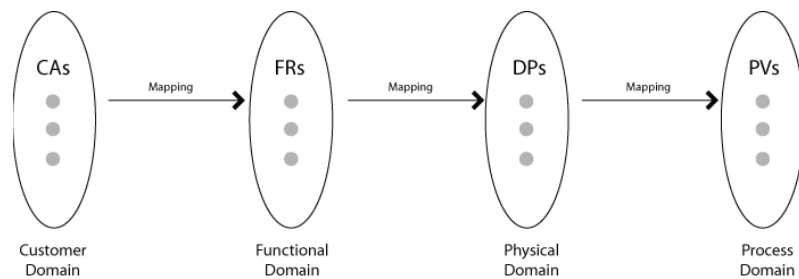 CAs
FRs
DPs
PVs
Mapping
Mapping
Mapping
Customer
Domain
Functional
Domain
Physical
Domain
Process
Domain